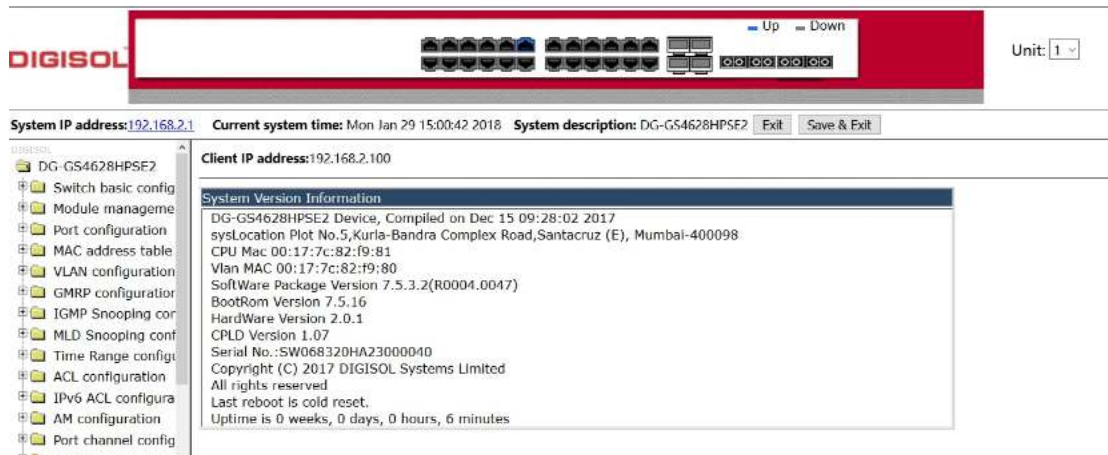 Up Down
DIGISOL
Unit: 1
System IP address:192.168.2.1 Current system time: Mon Jan 29 15:00:42 2018 System description: DG-GS4628HPSE2 Exit Save & Exit
DIGISOL
DG-GS4628HPSE2
Switch basic config
Module manageme
Port configuration
MAC address table
VLAN configuration
GMRP configuration
IGMP Snooping cor
MLD Snooping conf
Time Range configu
ACL configuration
IPv6 ACL configura
AM configuration
Port channel config
Client IP address:192.168.2.100
System Version Information
DG-GS4628HPSE2 Device, Compiled on Dec 15 09:28:02 2017
sysLocation Plot No.5,Kurla-Bandra Complex Road,Santacruz (E), Mumbai-400098
CPU Mac 00:17:7c:82:f9:81
Vlan MAC 00:17:7c:82:f9:80
SoftWare Package Version 7.5.3.2(R0004.0047)
BootRom Version 7.5.16
HardWare Version 2.0.1
CPLD Version 1.07
Serial No.:SW068320HA23000040
Copyright (C) 2017 DIGISOL Systems Limited
All rights reserved
Last reboot is cold reset.
Uptime is 0 weeks, 0 days, 0 hours, 6 minutes